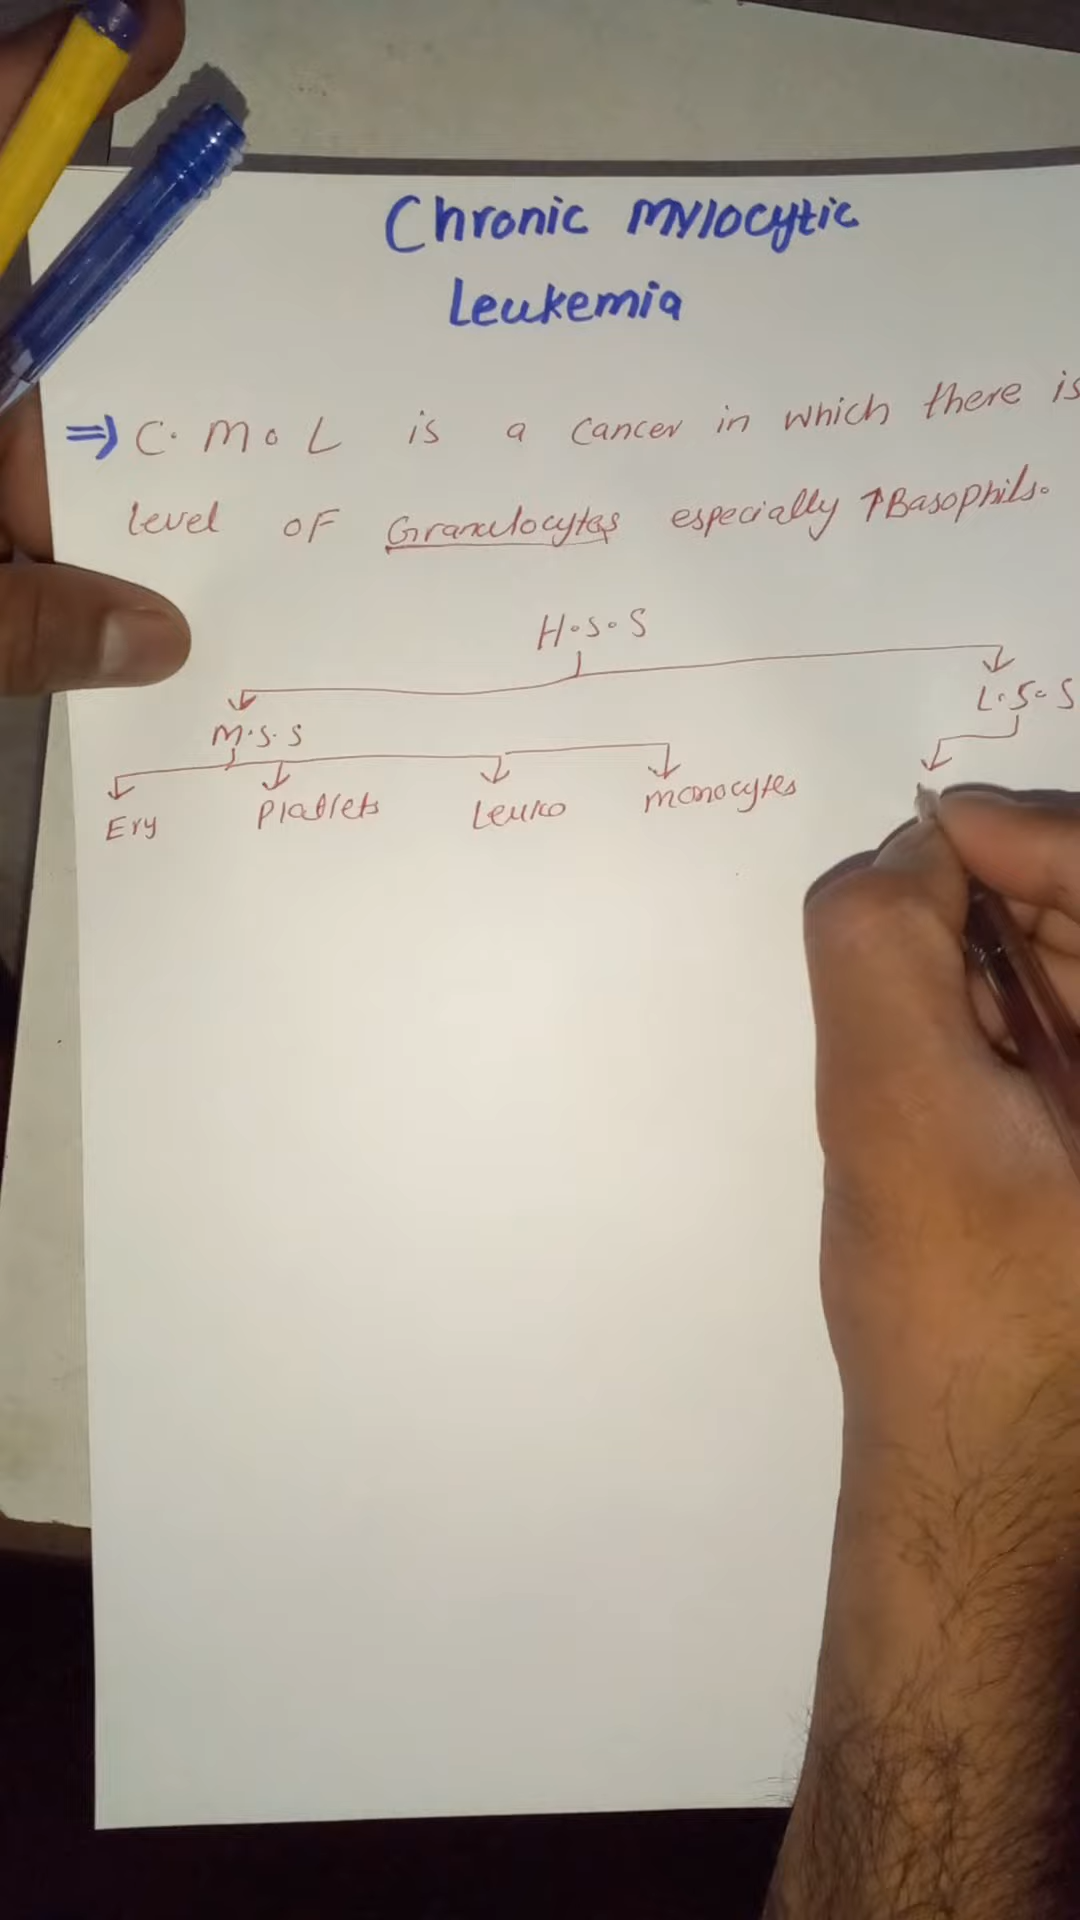 Chronic Mylocytic
Leukemia
⇒ C. M. L is a cancer in which there is
level of Granulocytes especially ↑Basophils.
H.S.S
M.S.S L.S.S
Ery Platlets Leuko monocytes